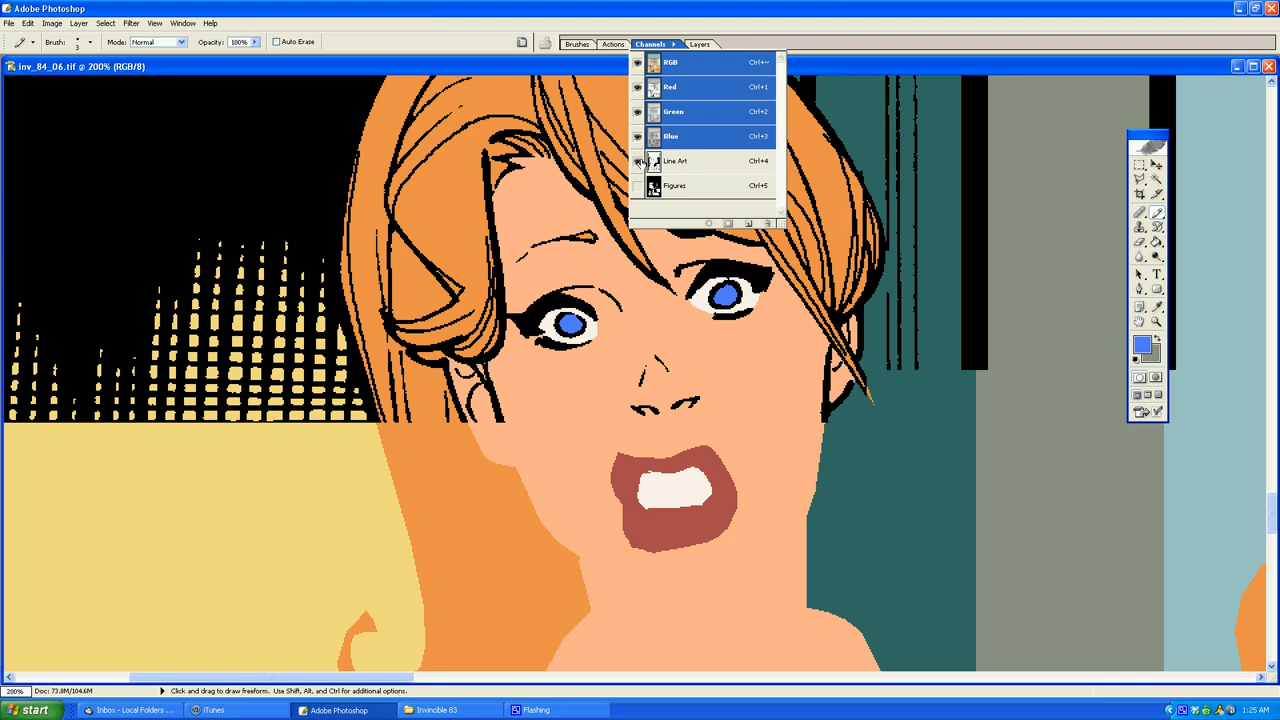 Adobe Photoshop
File Edit Image Layer Select Filter View Window Help
Brush: 3 Mode: Normal Opacity: 100% Auto Erase
Brushes Actions Channels Layers
inv_84_06.tif @ 200% (RGB/8)
RGB Ctrl+~
Red Ctrl+1
Green Ctrl+2
Blue Ctrl+3
Line Art Ctrl+4
Figures Ctrl+5
T
200% Doc: 73.8M/104.6M Click and drag to draw freeform. Use Shift, Alt, and Ctrl for additional options.
start Inbox - Local Folders ... iTunes Adobe Photoshop Invincible 83 Flashing 1:25 AM